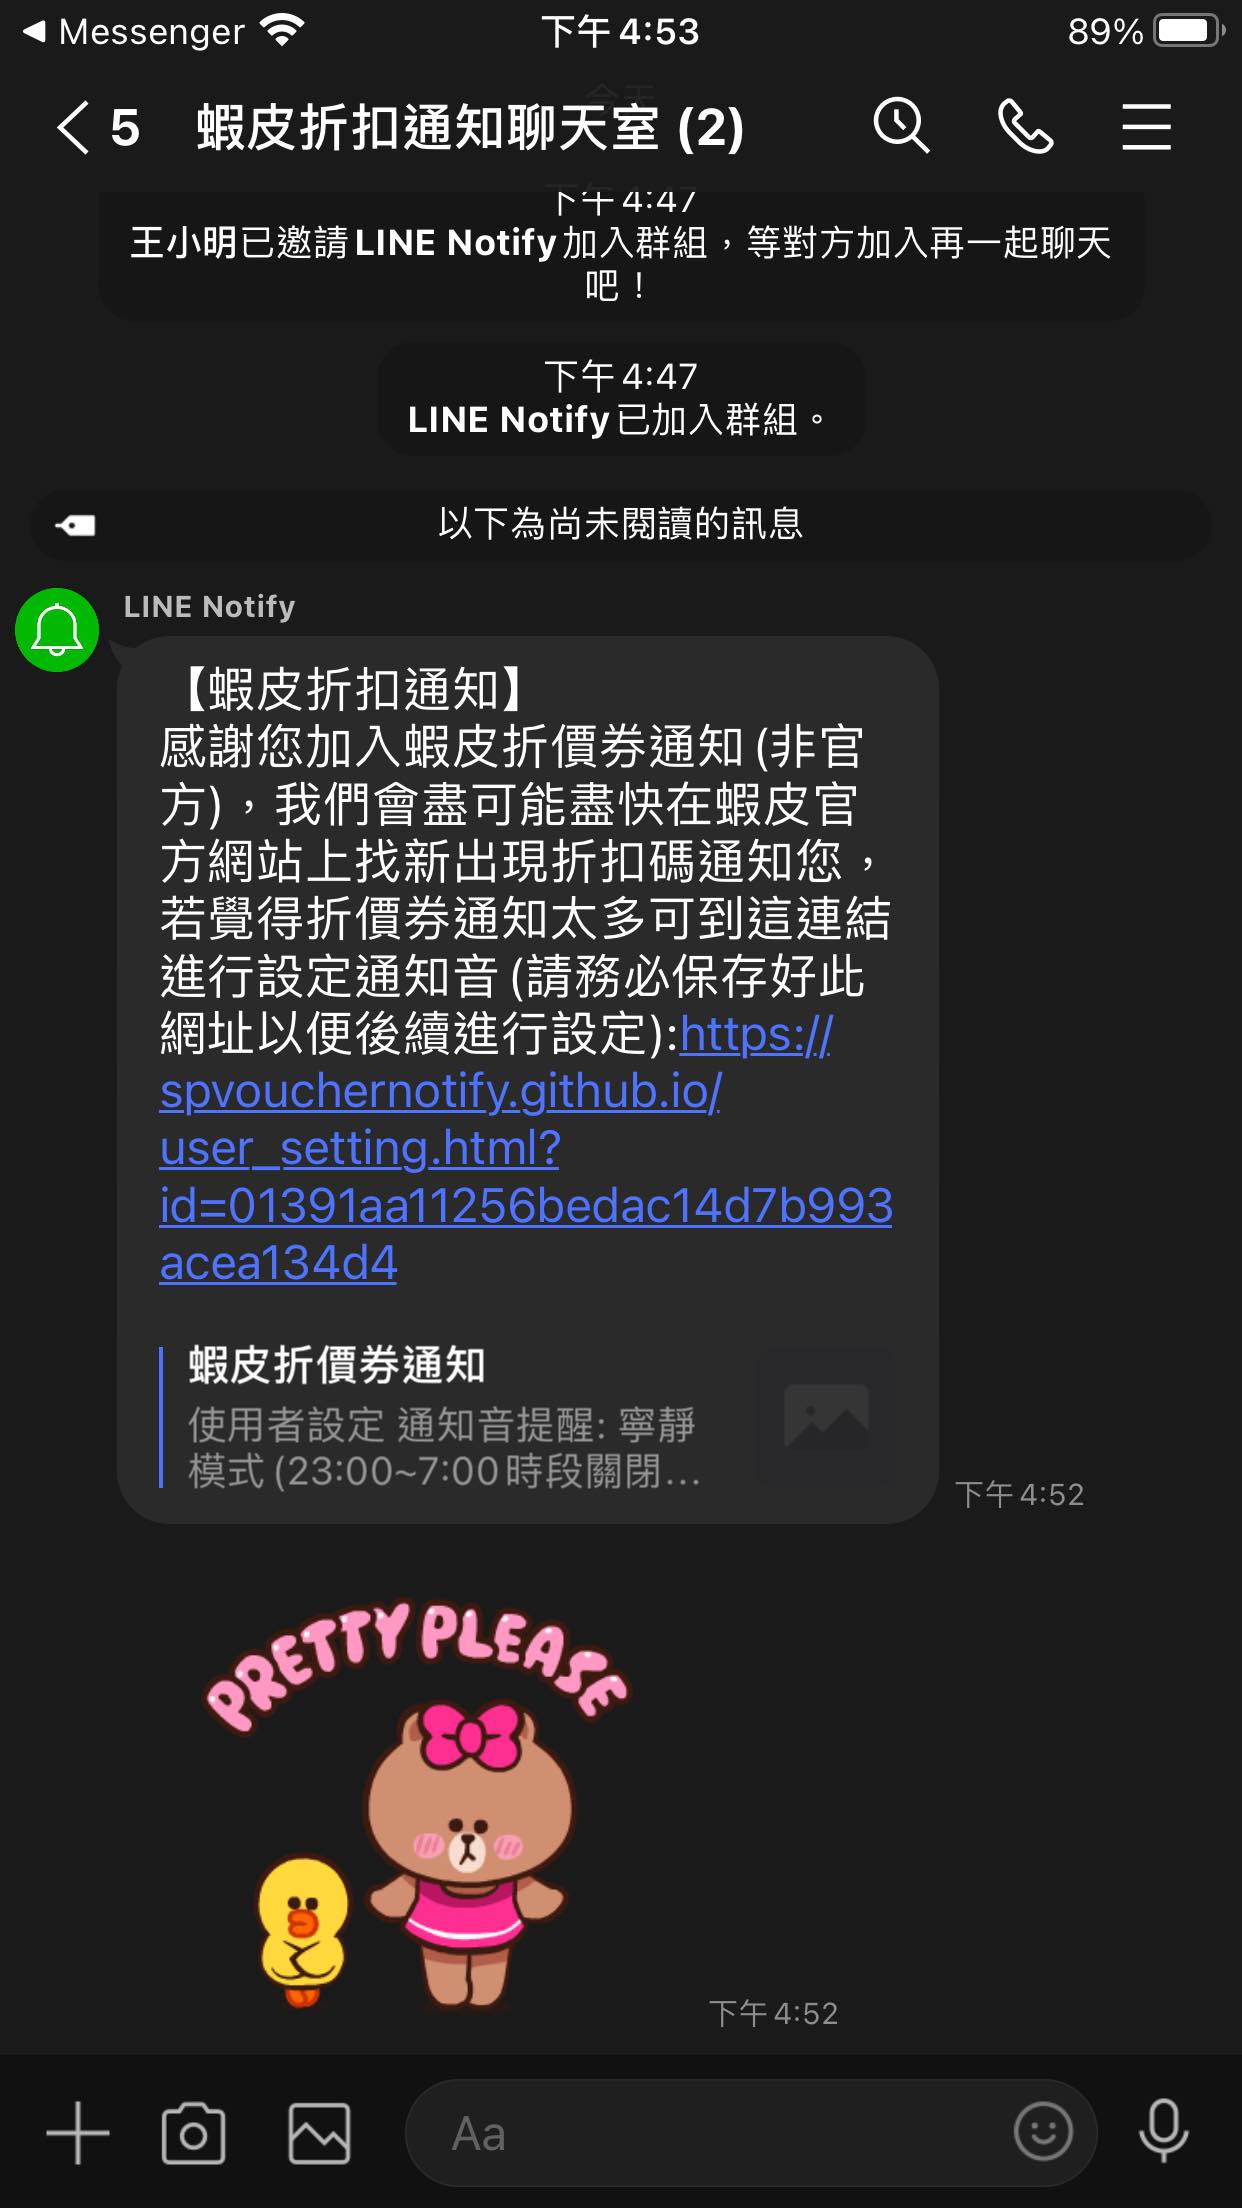 Messenger
下午4:53
89%
今天
5 蝦皮折扣通知聊天室 (2)
下午4:47
王小明已邀請LINE Notify加入群組，等對方加入再一起聊天
吧！
下午4:47
LINE Notify已加入群組。
以下為尚未閱讀的訊息
LINE Notify
【蝦皮折扣通知】
感謝您加入蝦皮折價券通知(非官
方)，我們會盡可能盡快在蝦皮官
方網站上找新出現折扣碼通知您，
若覺得折價券通知太多可到這連結
進行設定通知音(請務必保存好此
網址以便後續進行設定):https://
spvouchernotify.github.io/
user_setting.html?
id=01391aa11256bedac14d7b993
acea134d4
蝦皮折價券通知
使用者設定 通知音提醒: 寧靜
模式(23:00~7:00時段關閉...
下午4:52
PRETTY PLEASE
下午4:52
Aa